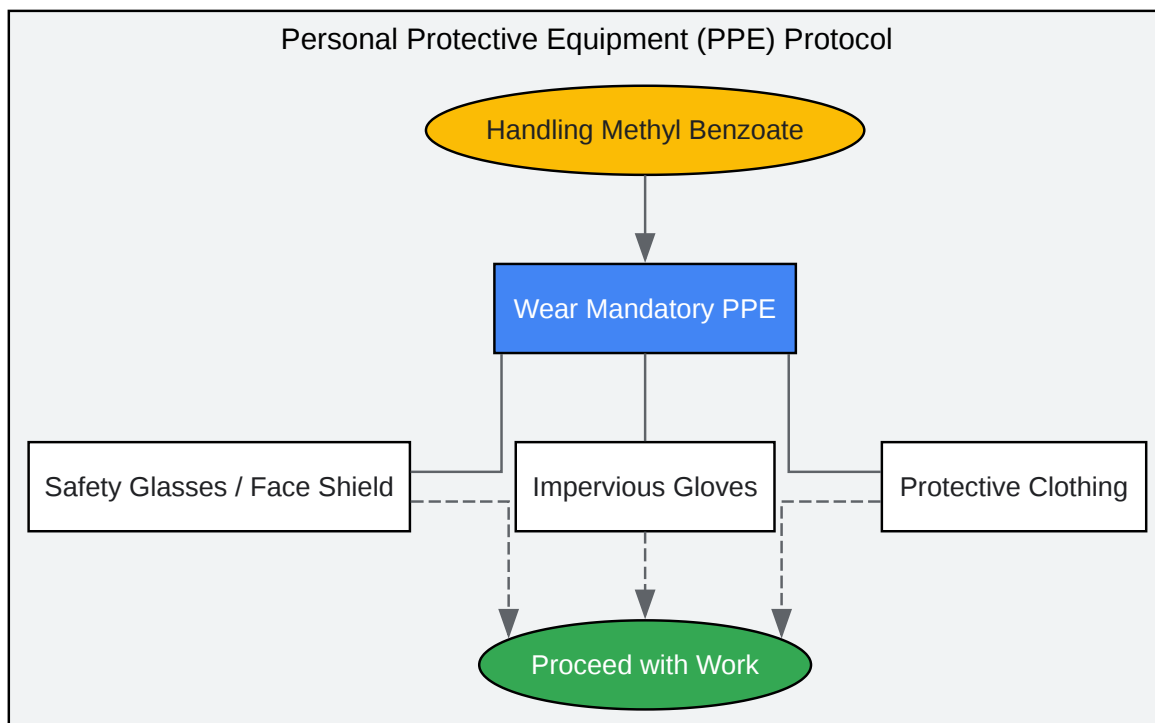 Personal Protective Equipment (PPE) Protocol
Handling Methyl Benzoate
Wear Mandatory PPE
Safety Glasses / Face Shield
Impervious Gloves
Protective Clothing
Proceed with Work